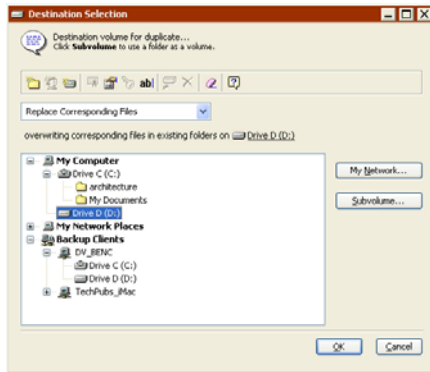 Destination Selection
Destination volume for duplicate...
Click Subvolume to use a folder as a volume.
abI
Replace Corresponding Files
overwriting corresponding files in existing folders on Drive D (D:)
My Computer
Drive C (C:)
architecture
My Documents
Drive D (D:)
My Network Places
Backup Clients
DV_BENC
Drive C (C:)
Drive D (D:)
TechPubs_iMac
My Network...
Subvolume...
OK
Cancel